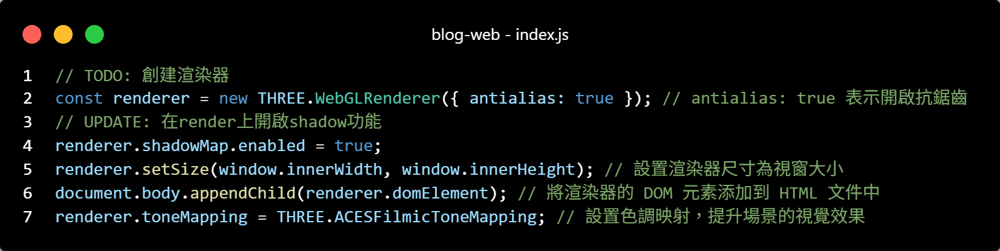 blog-web - index.js
1 // TODO: 創建渲染器
2 const renderer = new THREE.WebGLRenderer({ antialias: true }); // antialias: true 表示開啟抗鋸齒
3 // UPDATE: 在render上開啟shadow功能
4 renderer.shadowMap.enabled = true;
5 renderer.setSize(window.innerWidth, window.innerHeight); // 設置渲染器尺寸為視窗大小
6 document.body.appendChild(renderer.domElement); // 將渲染器的 DOM 元素添加到 HTML 文件中
7 renderer.toneMapping = THREE.ACESFilmicToneMapping; // 設置色調映射，提升場景的視覺效果